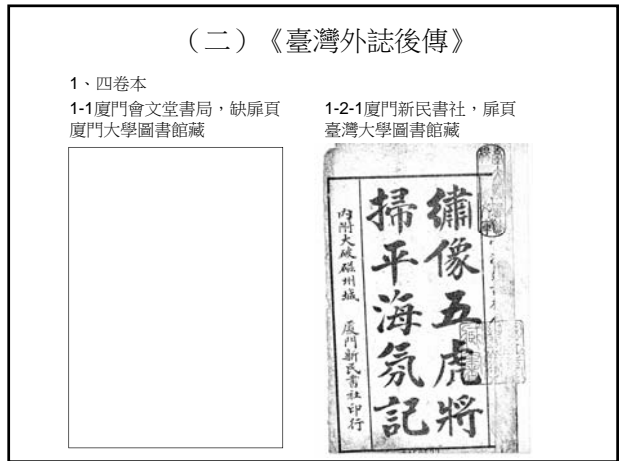 （二）《臺灣外誌後傳》
1、四卷本
1-1廈門會文堂書局，缺扉頁
廈門大學圖書館藏
1-2-1廈門新民書社，扉頁
臺灣大學圖書館藏
繡像五虎將
掃平海氛記
內附大破磁州城　廈門新民書社印行